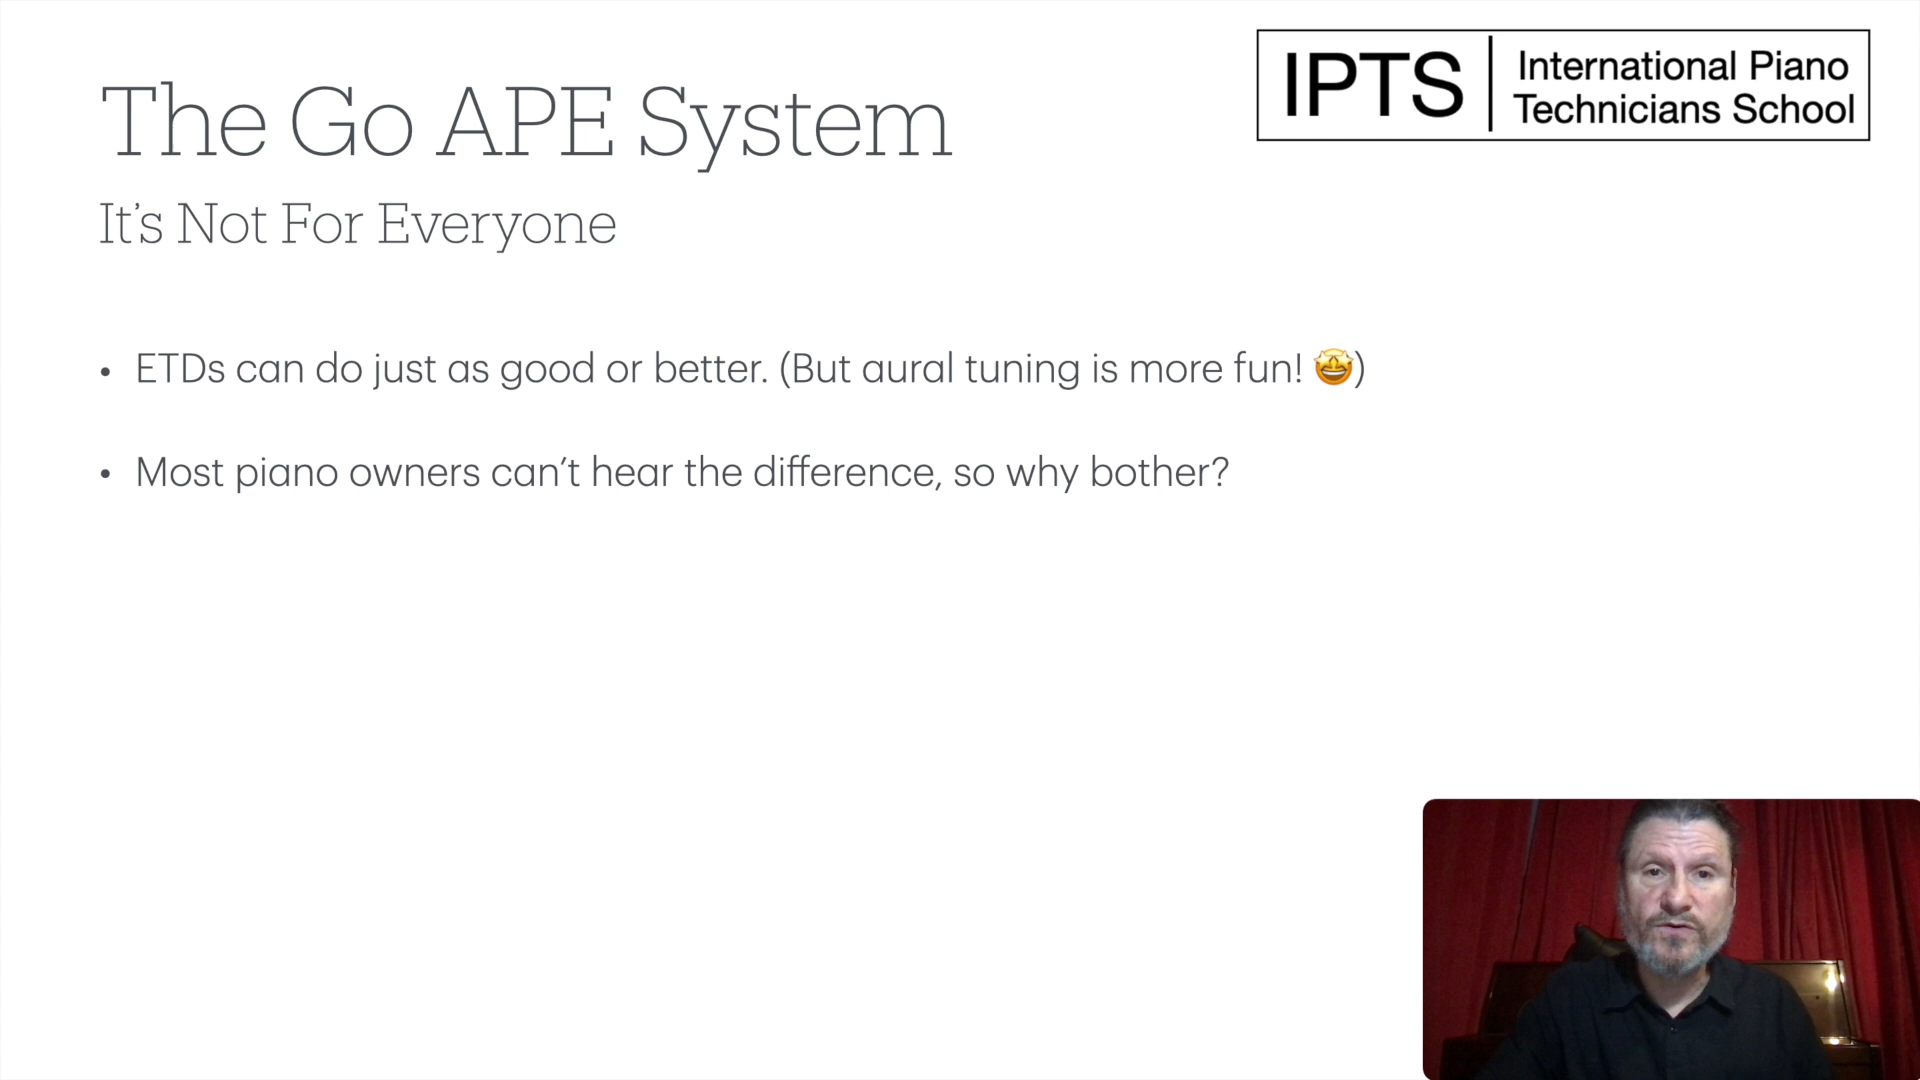 The Go APE System
IPTS
International Piano
Technicians School
It’s Not For Everyone
• ETDs can do just as good or better. (But aural tuning is more fun! 🤩)
• Most piano owners can’t hear the difference, so why bother?